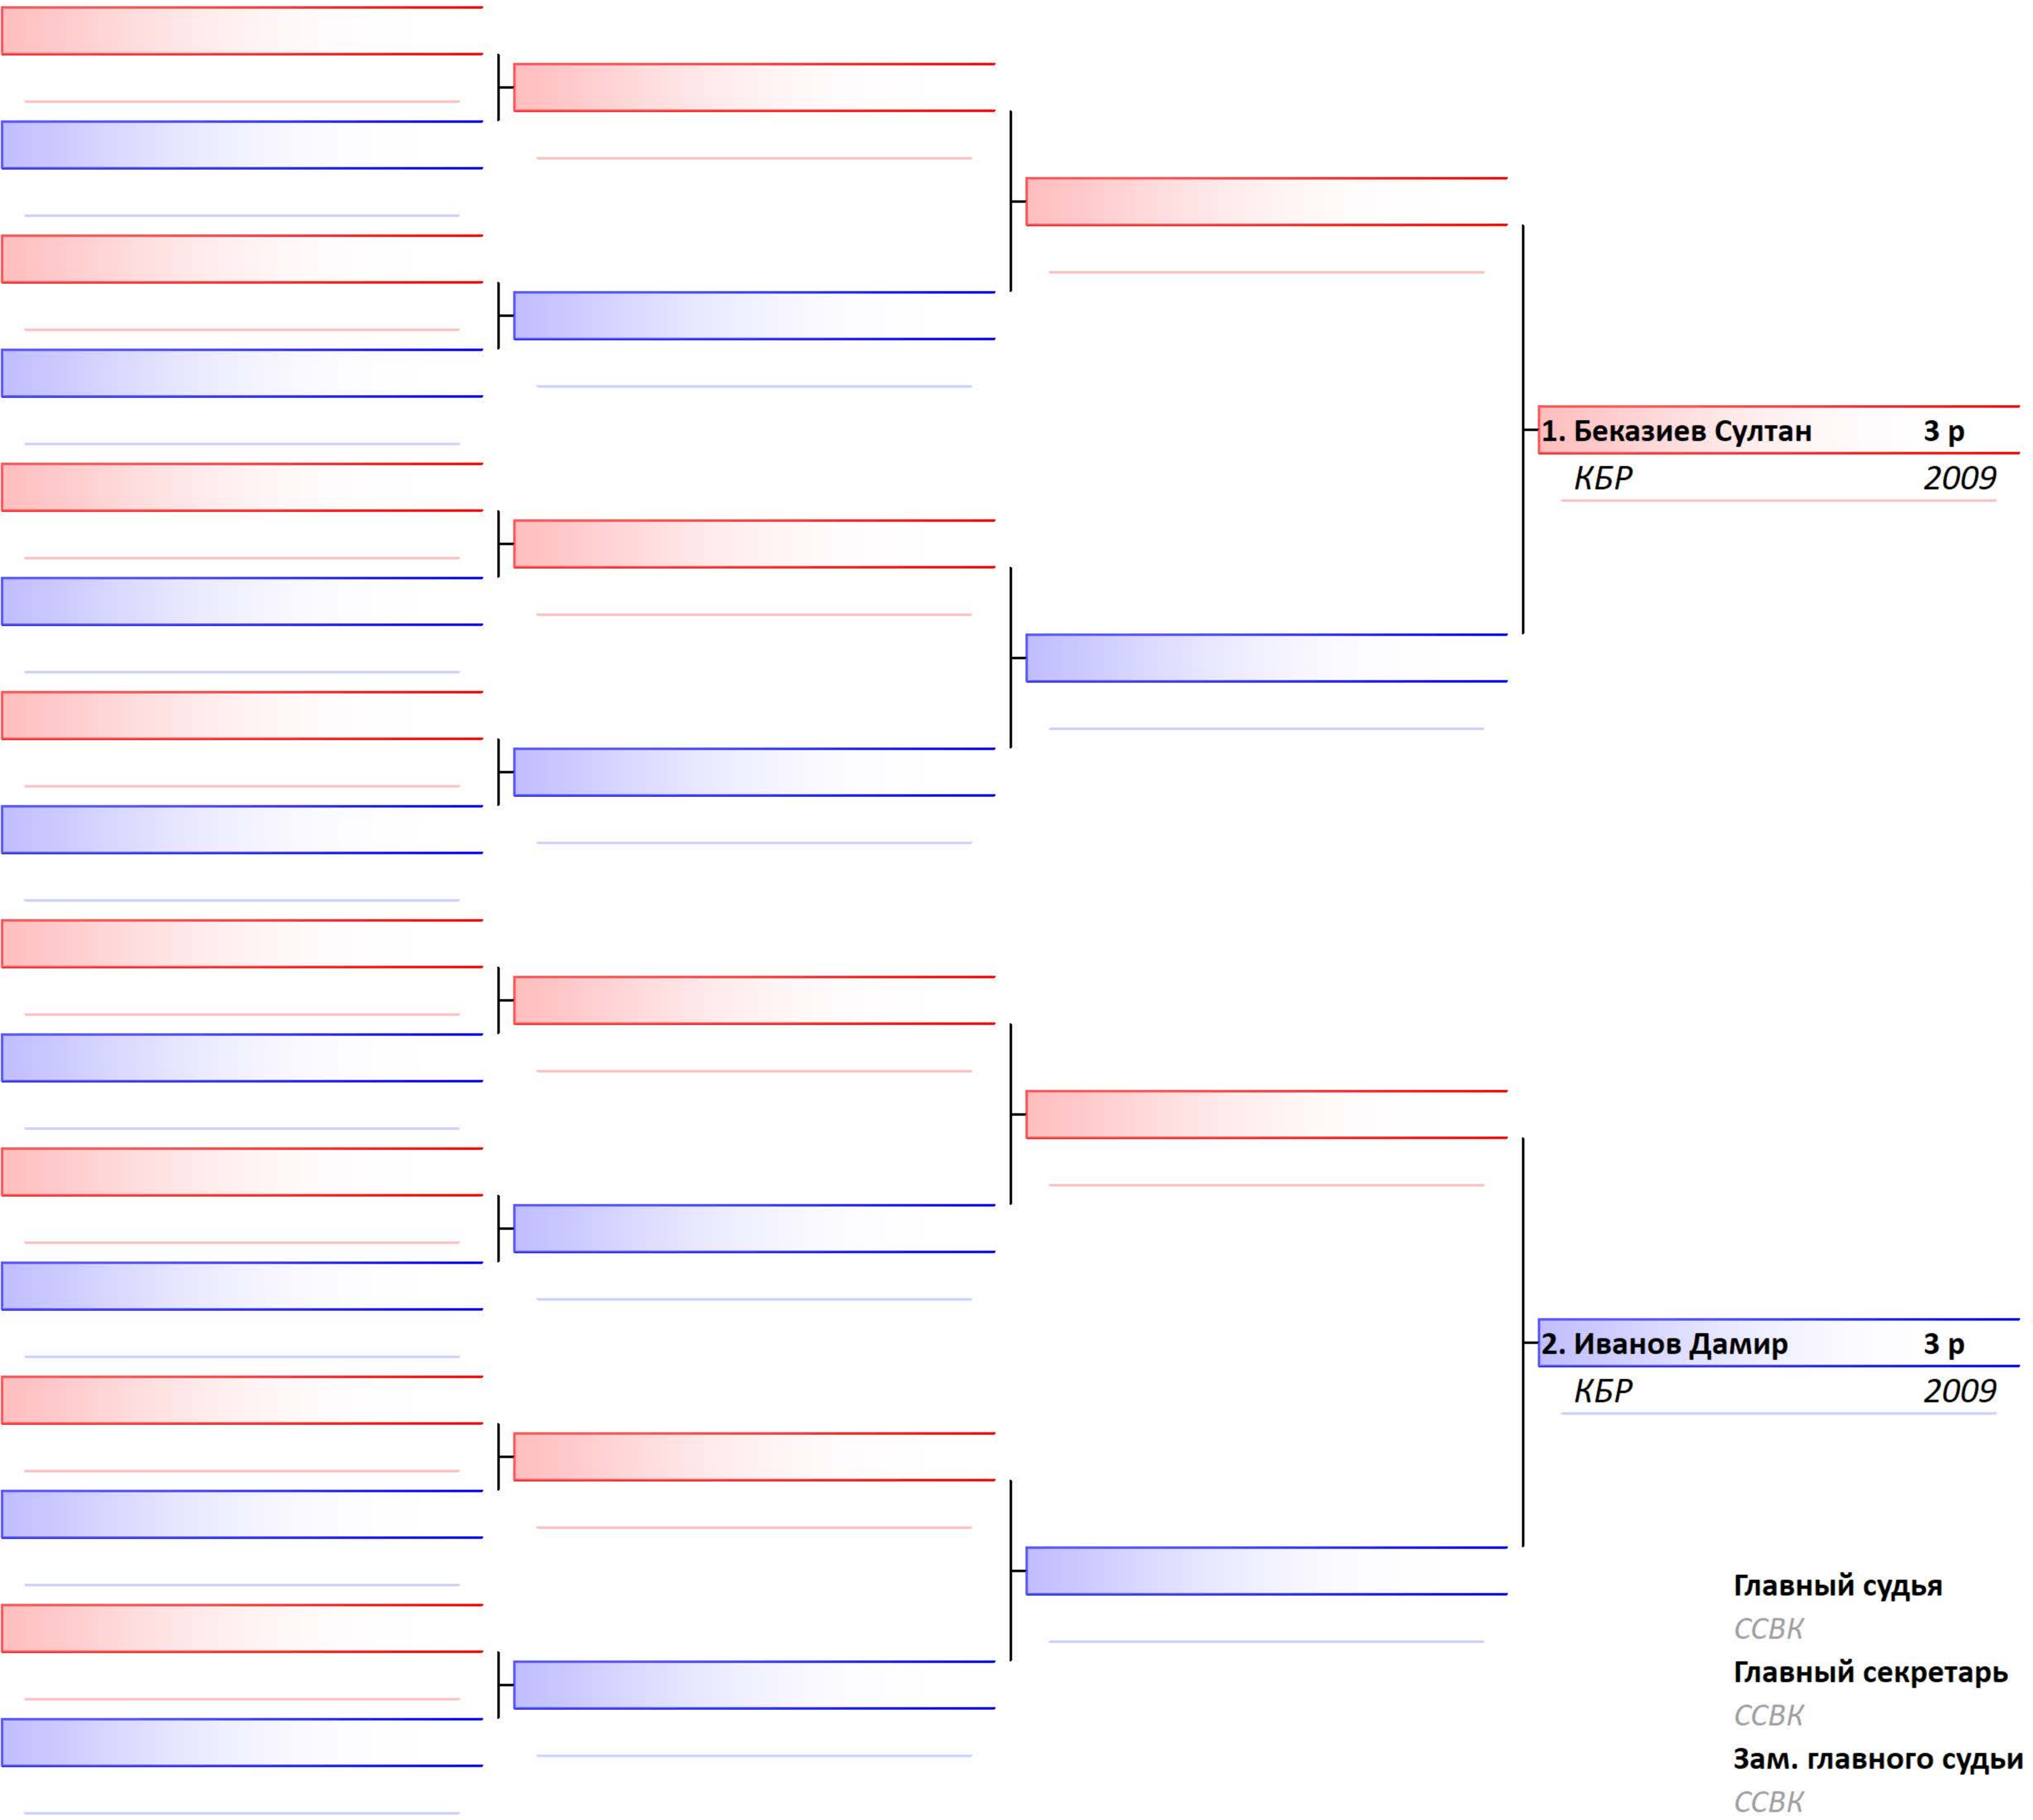 1. Беказиев Султан 3 р
КБР 2009
2. Иванов Дамир 3 р
КБР 2009
Главный судья
ССВК
Главный секретарь
ССВК
Зам. главного судьи
ССВК